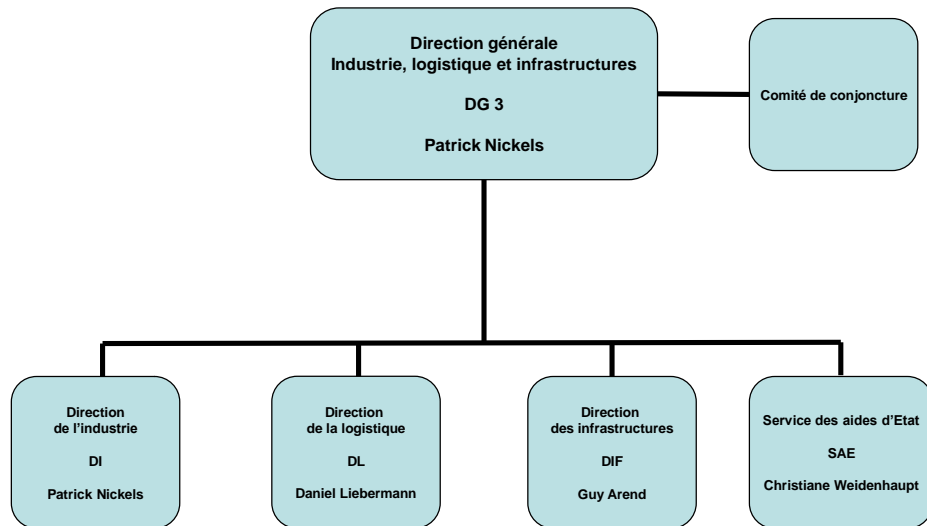 Direction générale
Industrie, logistique et infrastructures
DG 3
Patrick Nickels
Comité de conjoncture
Direction
de l’industrie
DI
Patrick Nickels
Direction
de la logistique
DL
Daniel Liebermann
Direction
des infrastructures
DIF
Guy Arend
Service des aides d’Etat
SAE
Christiane Weidenhaupt